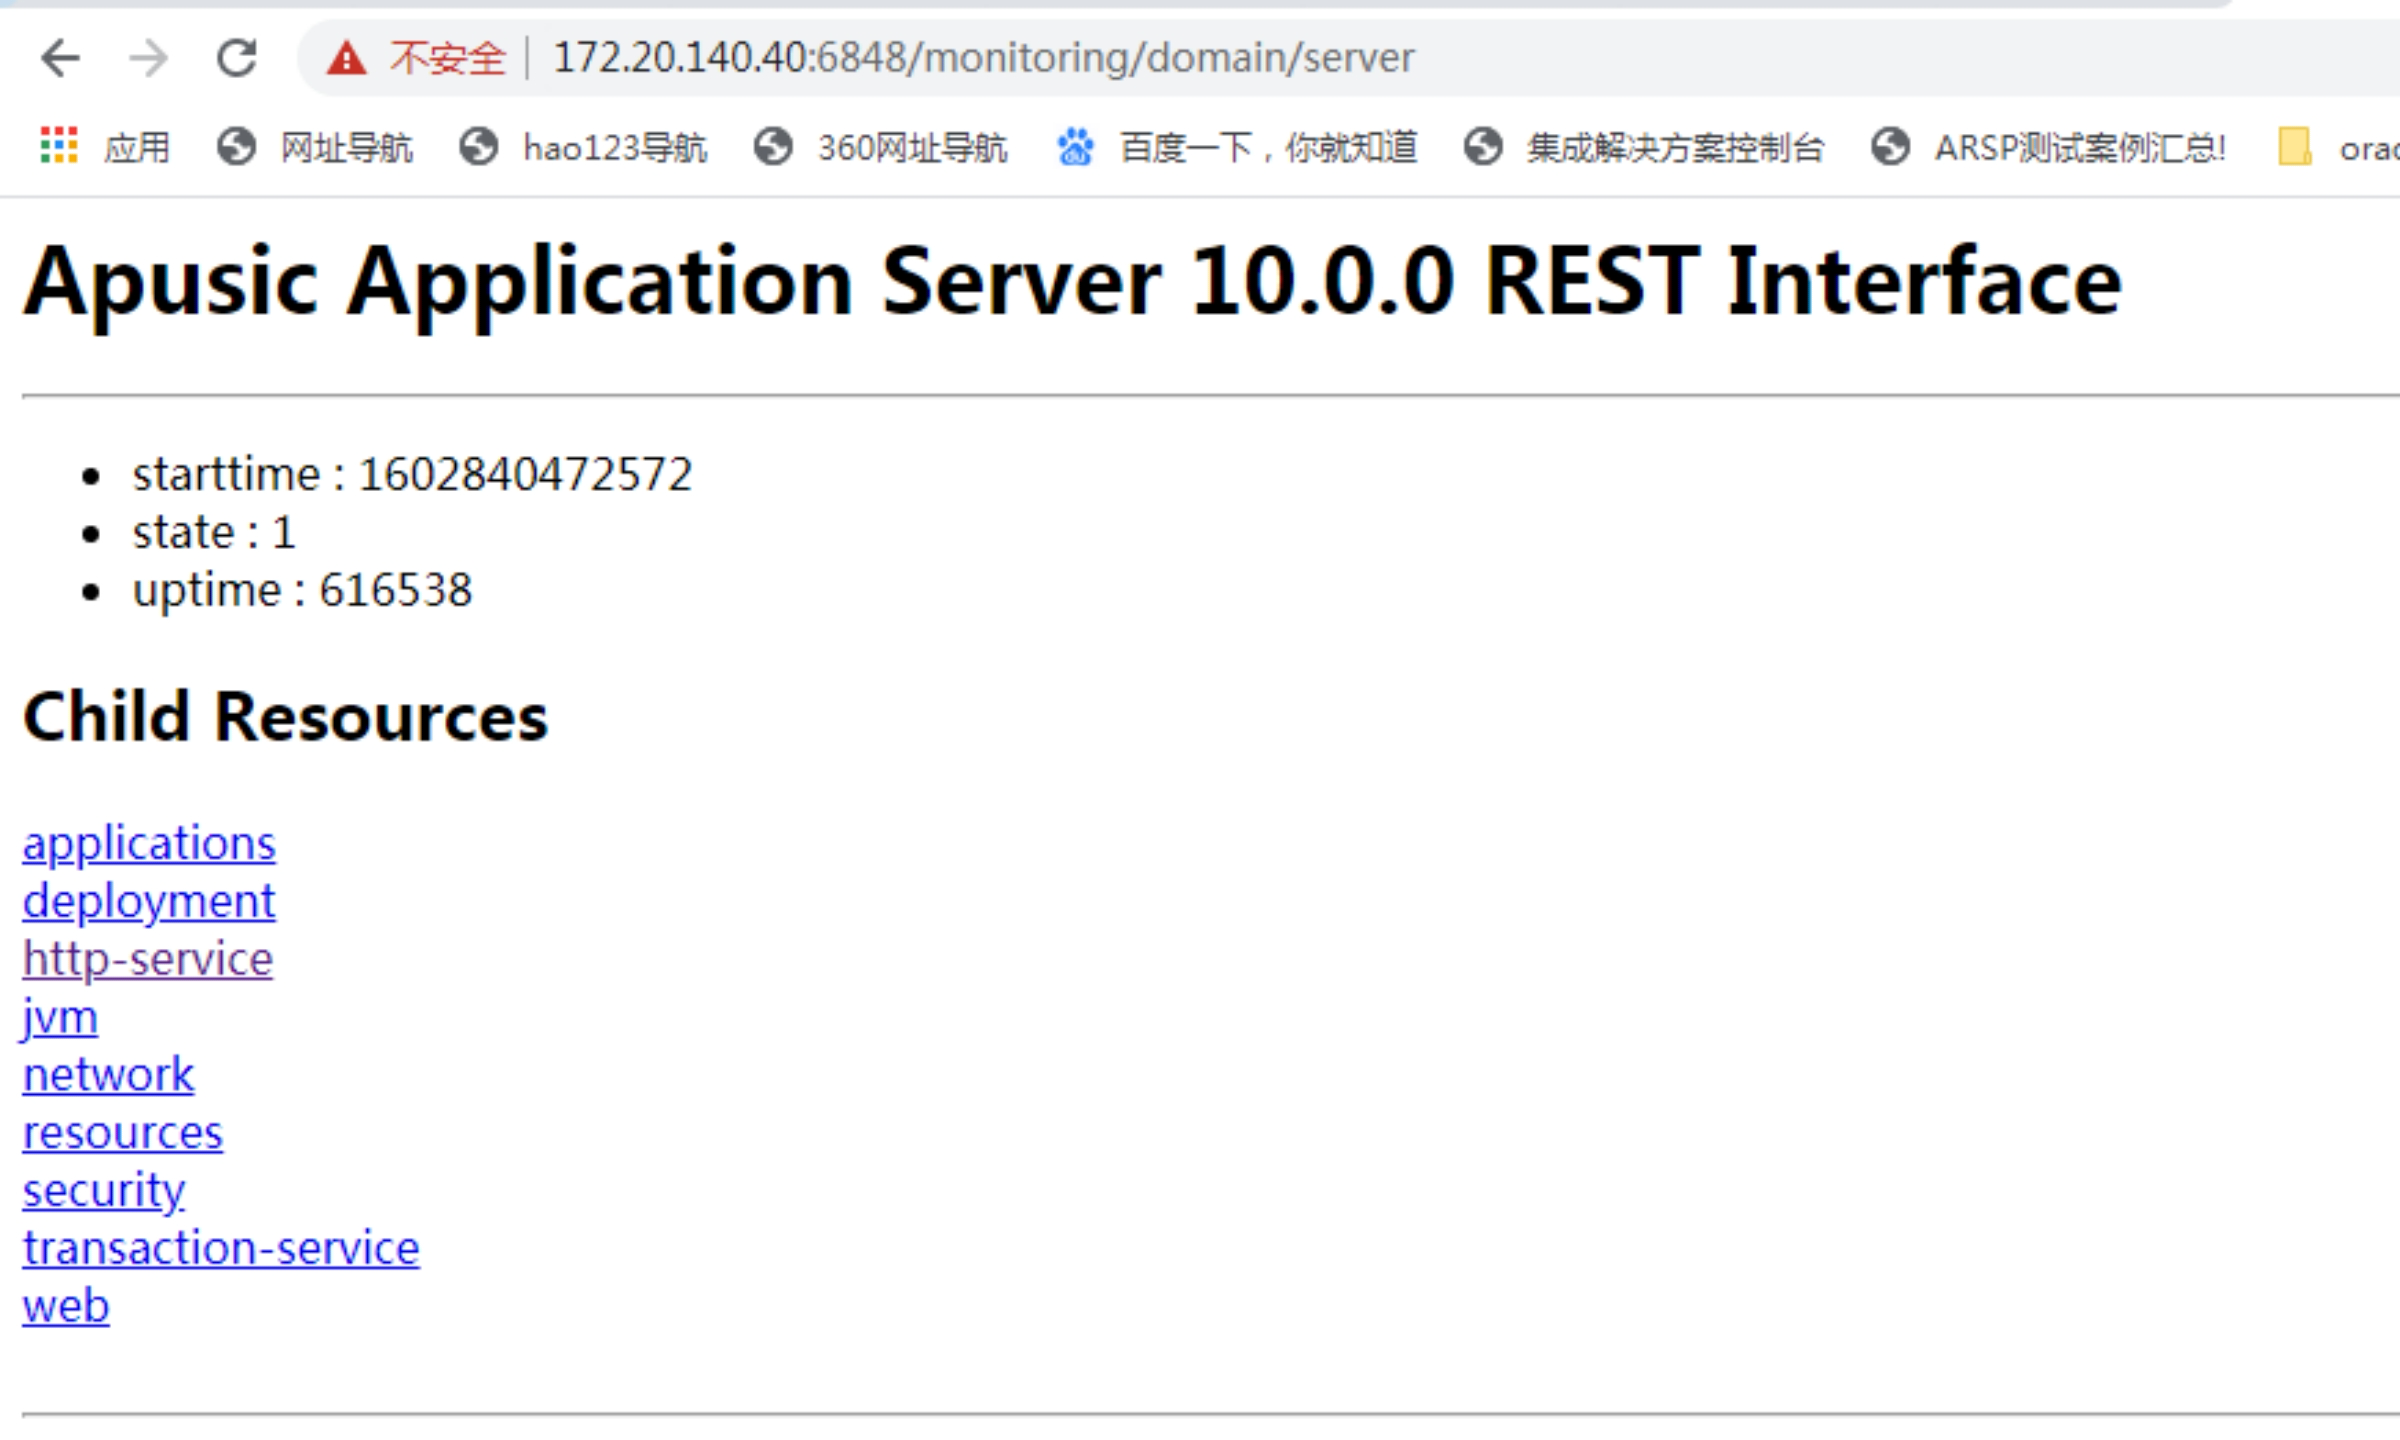 不安全 172.20.140.40:6848/monitoring/domain/server
应用 网址导航 hao123导航 360网址导航 百度一下，你就知道 集成解决方案控制台 ARSP测试案例汇总!
Apusic Application Server 10.0.0 REST Interface
starttime : 1602840472572
state : 1
uptime : 616538
Child Resources
applications
deployment
http-service
jvm
network
resources
security
transaction-service
web